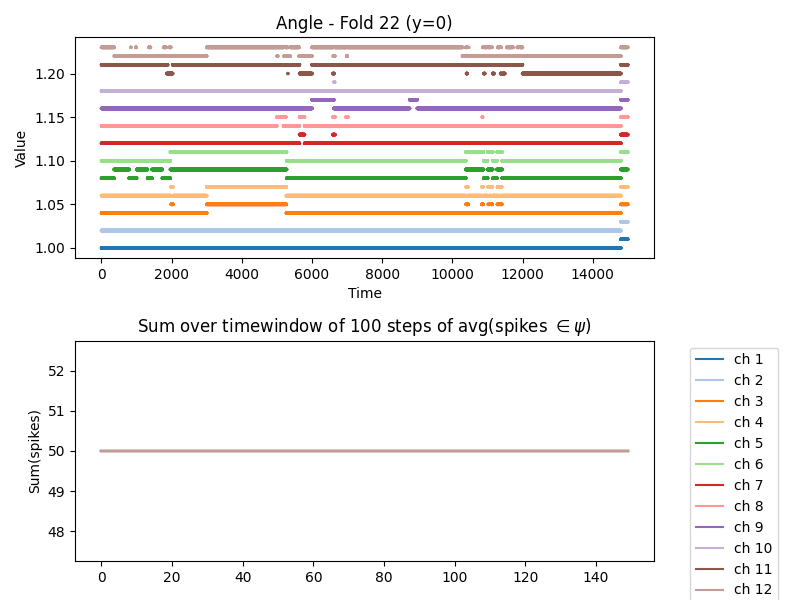 Angle - Fold 22 (y=0)
Value
1.20
1.15
1.10
1.05
1.00
0 2000 4000 6000 8000 10000 12000 14000
Time
Sum over timewindow of 100 steps of avg(spikes ∈ ψ)
Sum(spikes)
52
51
50
49
48
0 20 40 60 80 100 120 140
ch 1
ch 2
ch 3
ch 4
ch 5
ch 6
ch 7
ch 8
ch 9
ch 10
ch 11
ch 12